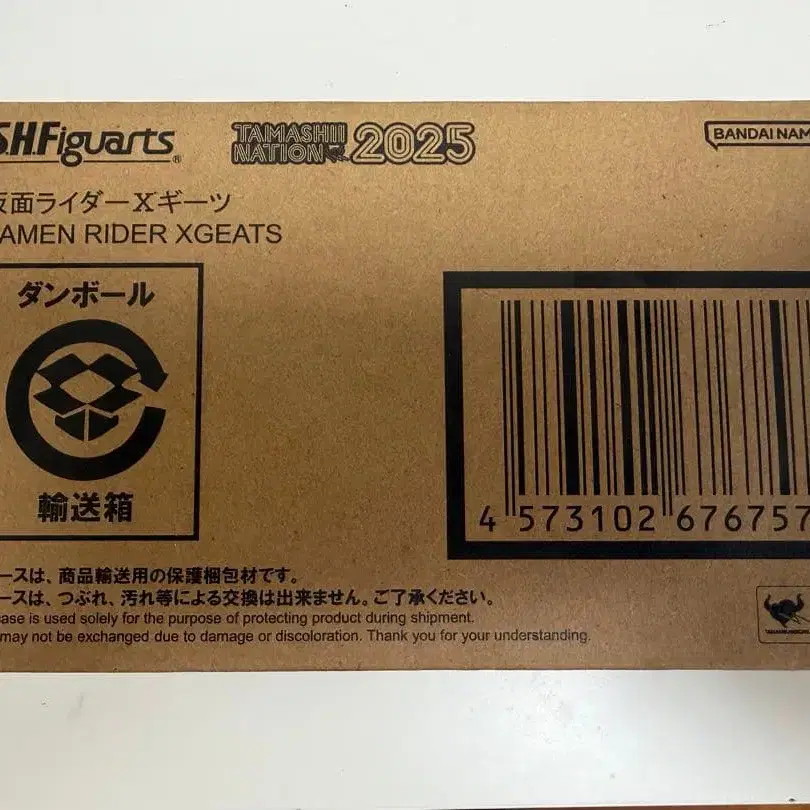 S.H.Figuarts®
TAMASHII NATION 2025
BANDAI NAM
仮面ライダーXギーツ
AMEN RIDER XGEATS
ダンボール
輸送箱
4 573102 676757
ースは、商品輸送用の保護梱包材です。
ースは、つぶれ、汚れ等による交換は出来ません。ご了承ください。
case is used solely for the purpose of protecting product during shipment.
may not be exchanged due to damage or discoloration. Thank you for your understanding.